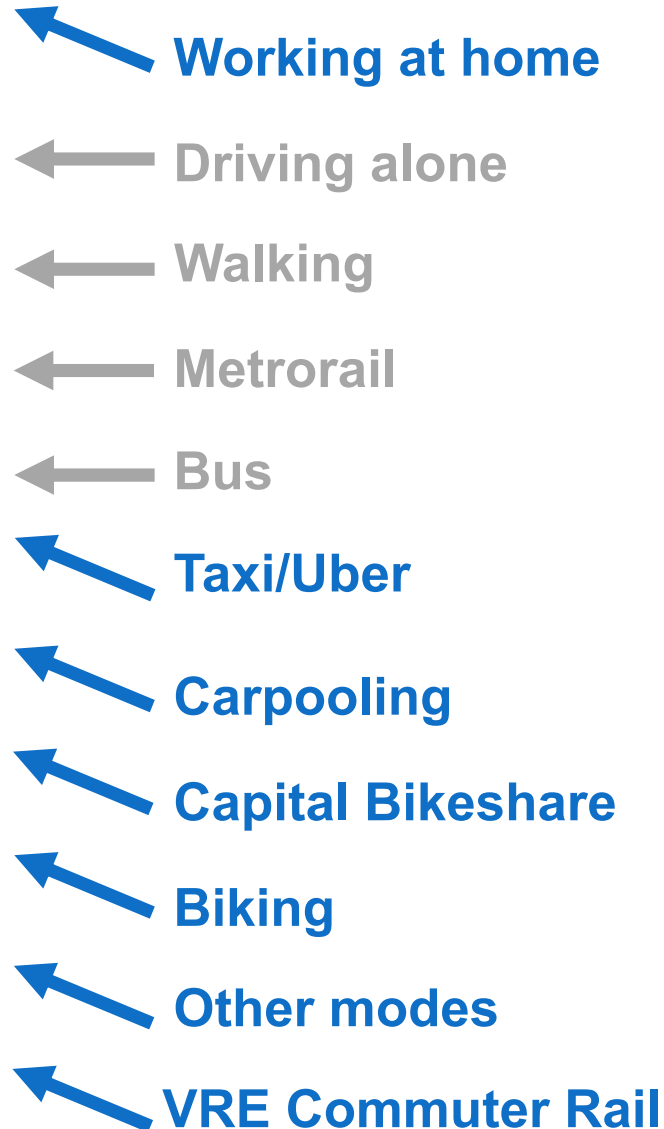 Working at home
Driving alone
Walking
Metrorail
Bus
Taxi/Uber
Carpooling
Capital Bikeshare
Biking
Other modes
VRE Commuter Rail